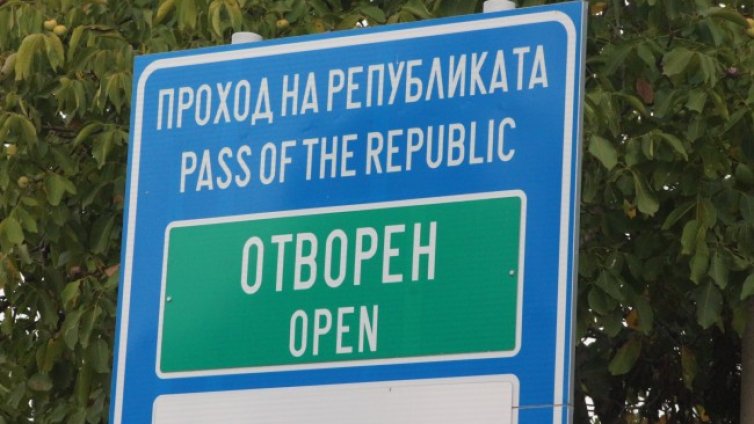 ПРОХОД НА РЕПУБЛИКАТА
PASS OF THE REPUBLIC
ОТВОРЕН
OPEN